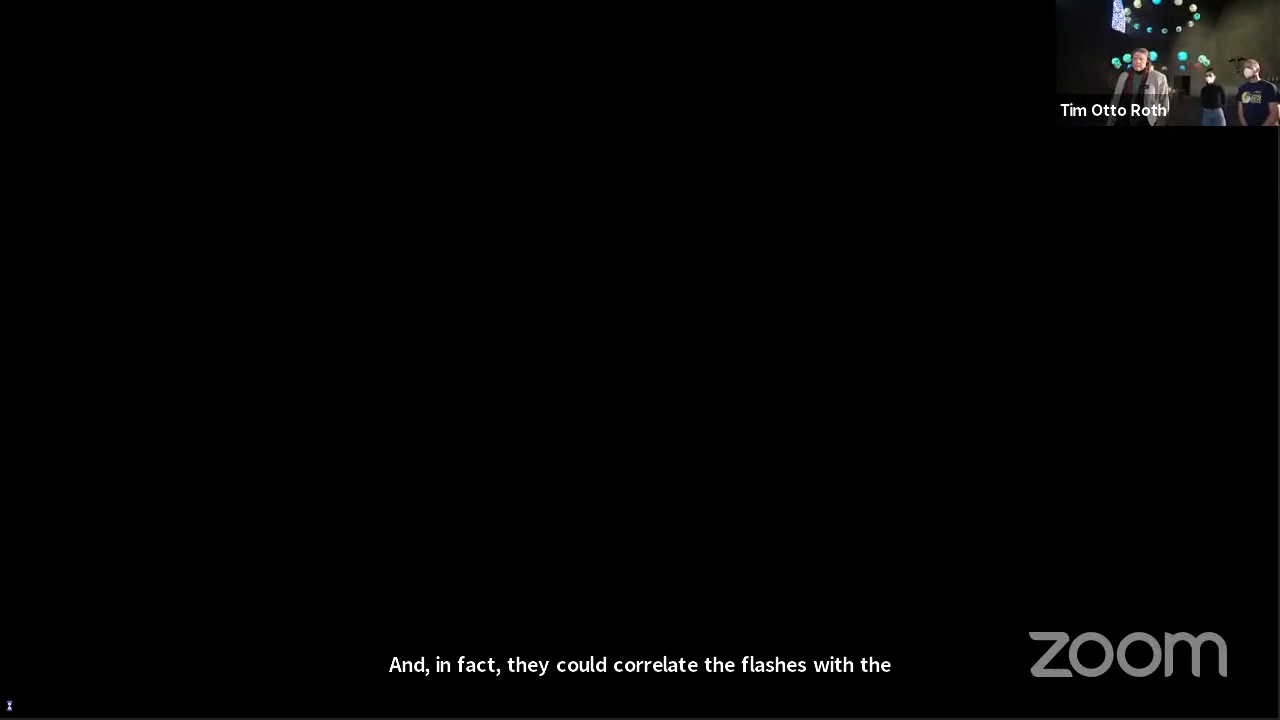 Tim Otto Roth
And, in fact, they could correlate the flashes with the
zoom